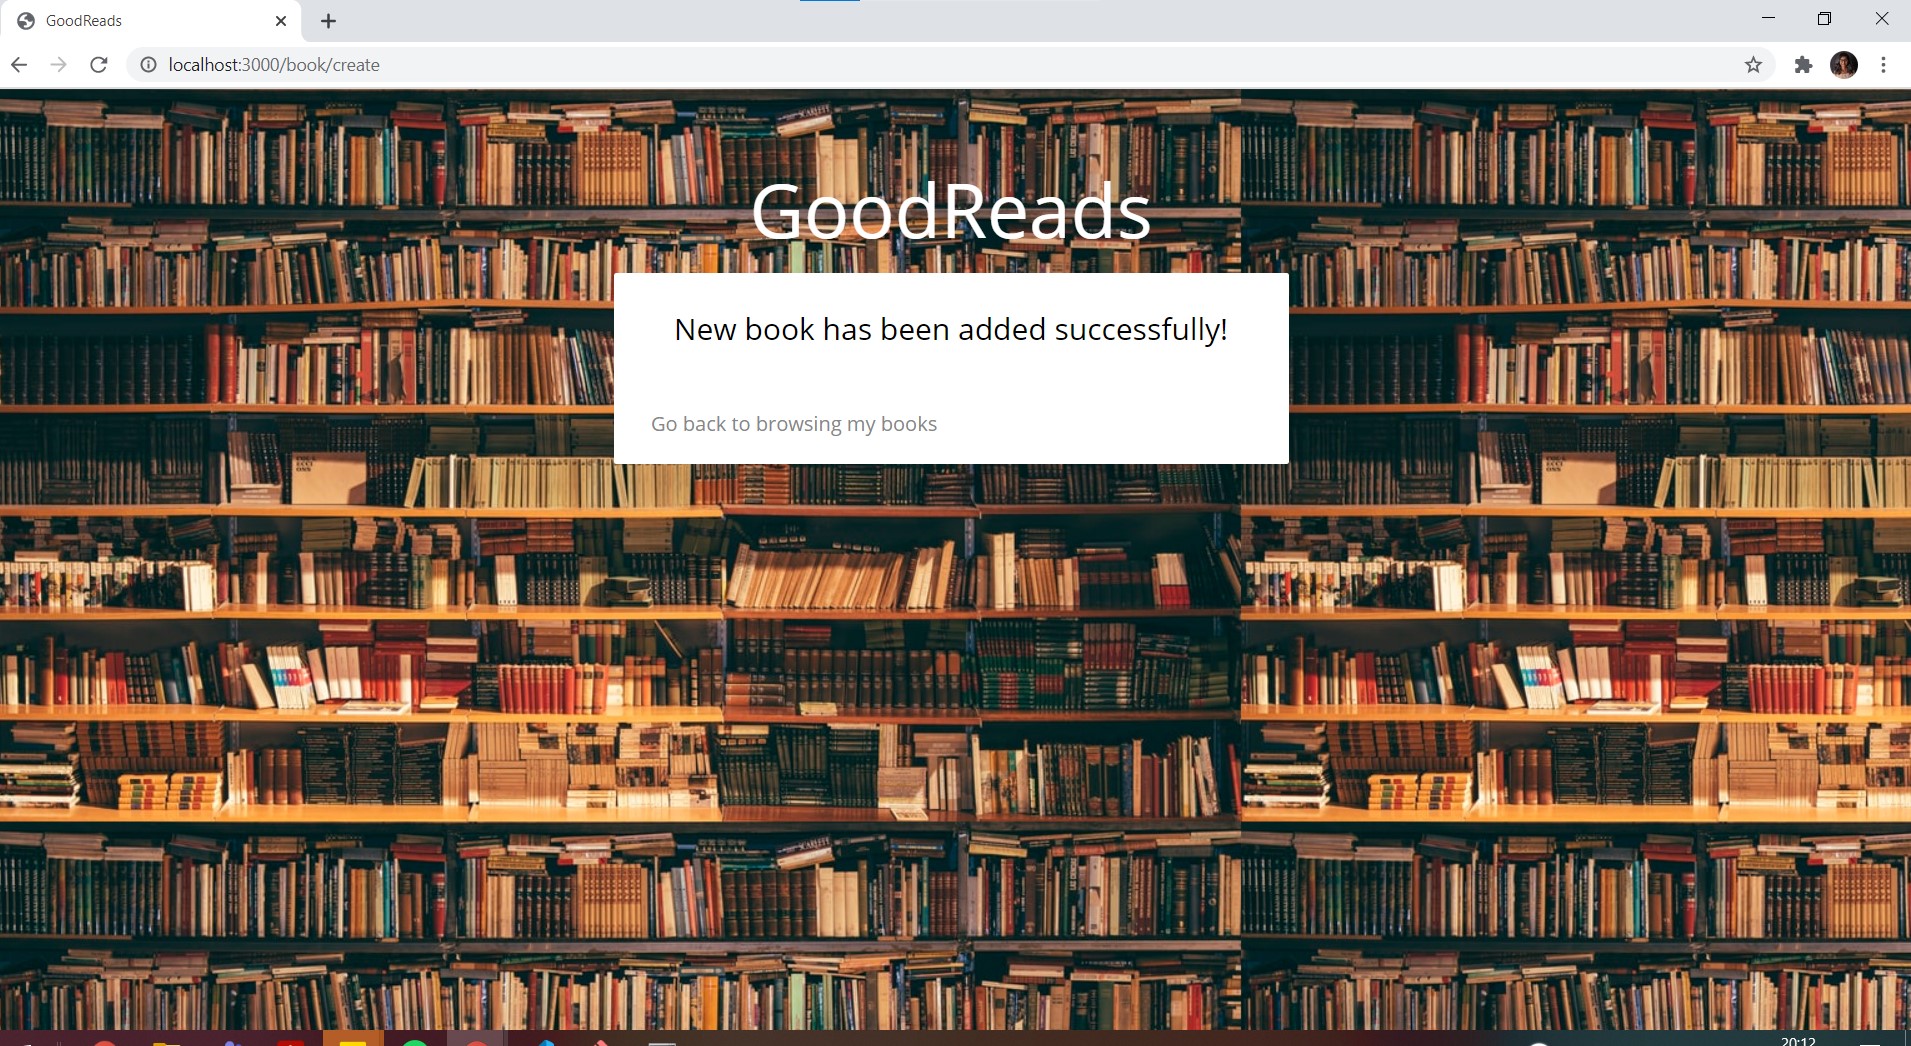 GoodReads
localhost:3000/book/create
GoodReads
New book has been added successfully!
Go back to browsing my books
20:12